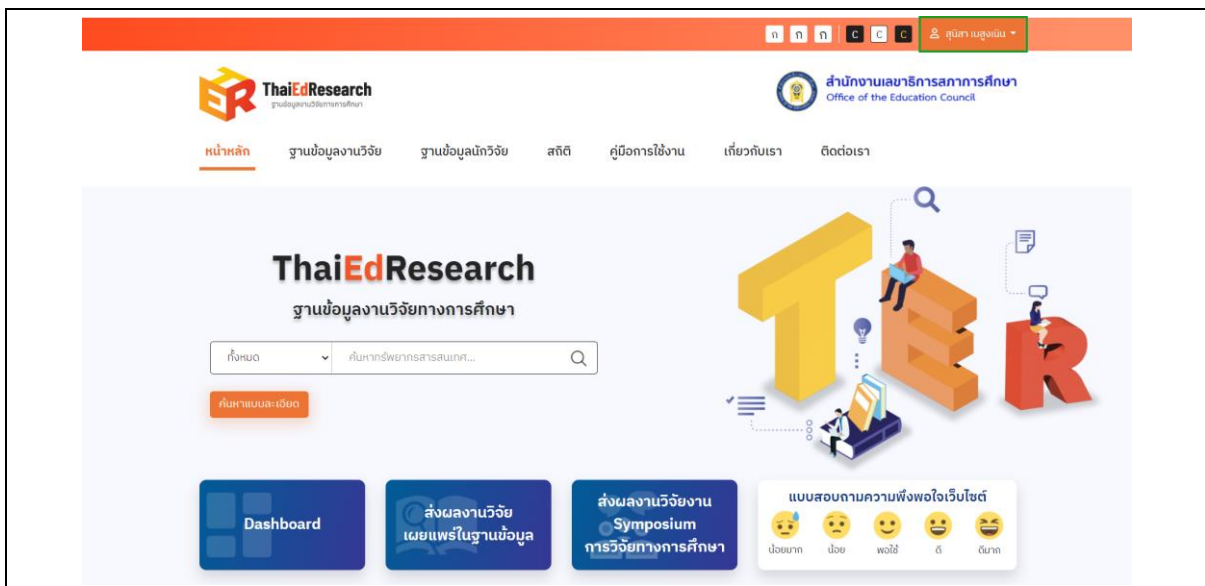 ก ก ก C C C สุนิสา เมสูงเนิน
TER
ThaiEdResearch
ฐานข้อมูลงานวิจัยทางการศึกษา
สำนักงานเลขาธิการสภาการศึกษา
Office of the Education Council
หน้าหลัก ฐานข้อมูลงานวิจัย ฐานข้อมูลนักวิจัย สถิติ คู่มือการใช้งาน เกี่ยวกับเรา ติดต่อเรา
ThaiEdResearch
ฐานข้อมูลงานวิจัยทางการศึกษา
ทั้งหมด ค้นหาทรัพยากรสารสนเทศ...
ค้นหาแบบละเอียด
TER
Dashboard
ส่งผลงานวิจัย
เผยแพร่ในฐานข้อมูล
ส่งผลงานวิจัยงาน
Symposium
การวิจัยทางการศึกษา
แบบสอบถามความพึงพอใจเว็บไซต์
น้อยมาก น้อย พอใช้ ดี ดีมาก